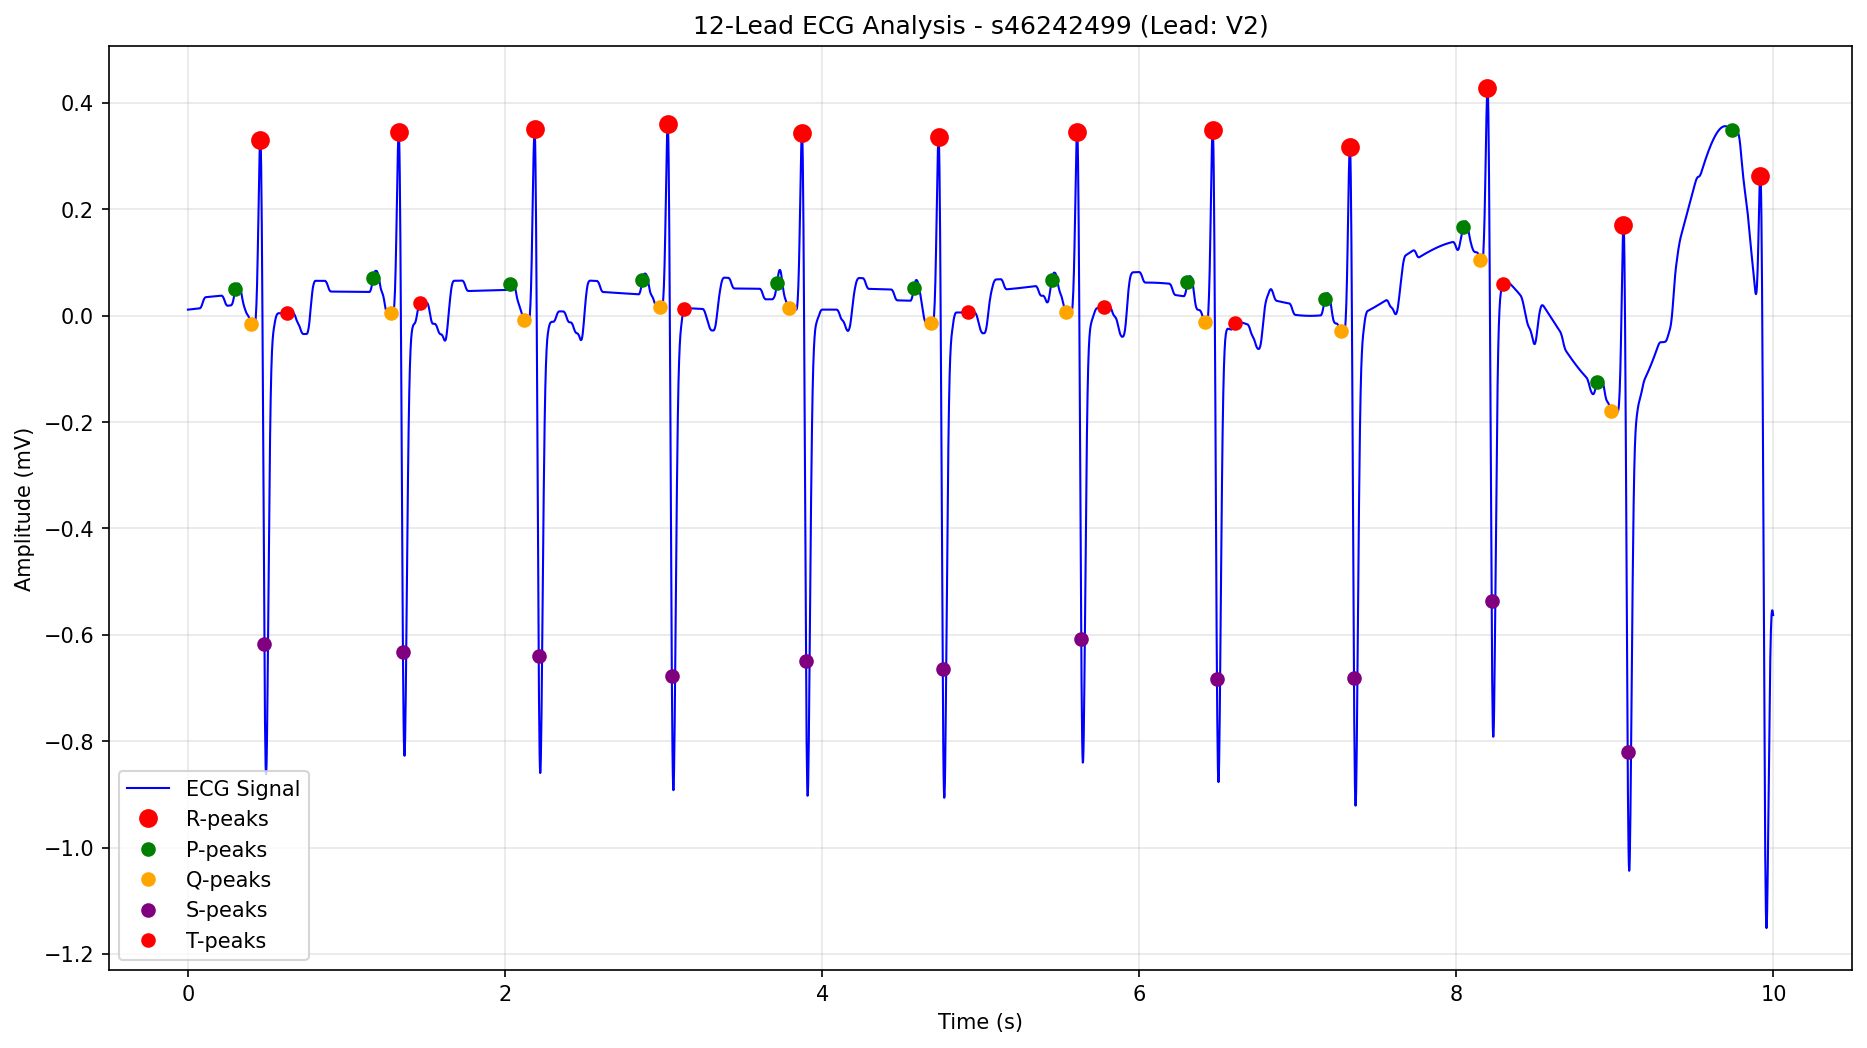 12-Lead ECG Analysis - s46242499 (Lead: V2)
Amplitude (mV)
0.4
0.2
0.0
−0.2
−0.4
−0.6
−0.8
−1.0
−1.2
ECG Signal
R-peaks
P-peaks
Q-peaks
S-peaks
T-peaks
0 2 4 6 8 10
Time (s)